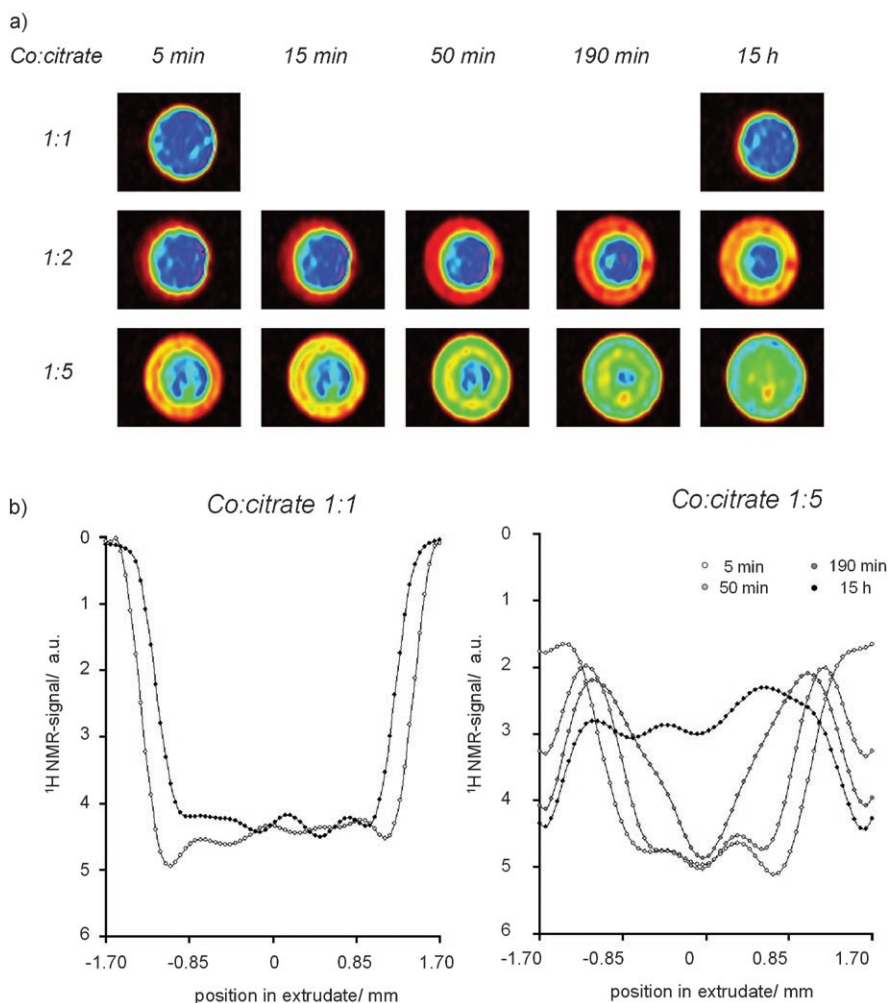 a)
Co:citrate 5 min 15 min 50 min 190 min 15 h
1:1
1:2
1:5
b)
Co:citrate 1:1
0
1
2
3
4
5
6
¹H NMR-signal/ a.u.
-1.70 -0.85 0 0.85 1.70
position in extrudate/ mm
Co:citrate 1:5
5 min 190 min
50 min 15 h
0
1
2
3
4
5
6
¹H NMR-signal/ a.u.
-1.70 -0.85 0 0.85 1.70
position in extrudate/ mm